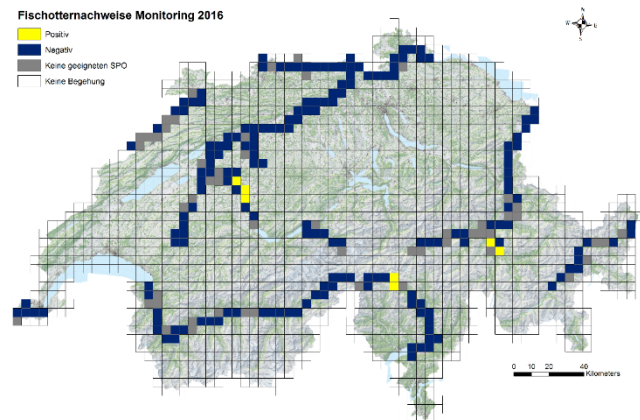 Fischotternachweise Monitoring 2016
Positiv
Negativ
Keine geeigneten SPO
Keine Begehung
N
W E
S
0 10 20 40
Kilometers